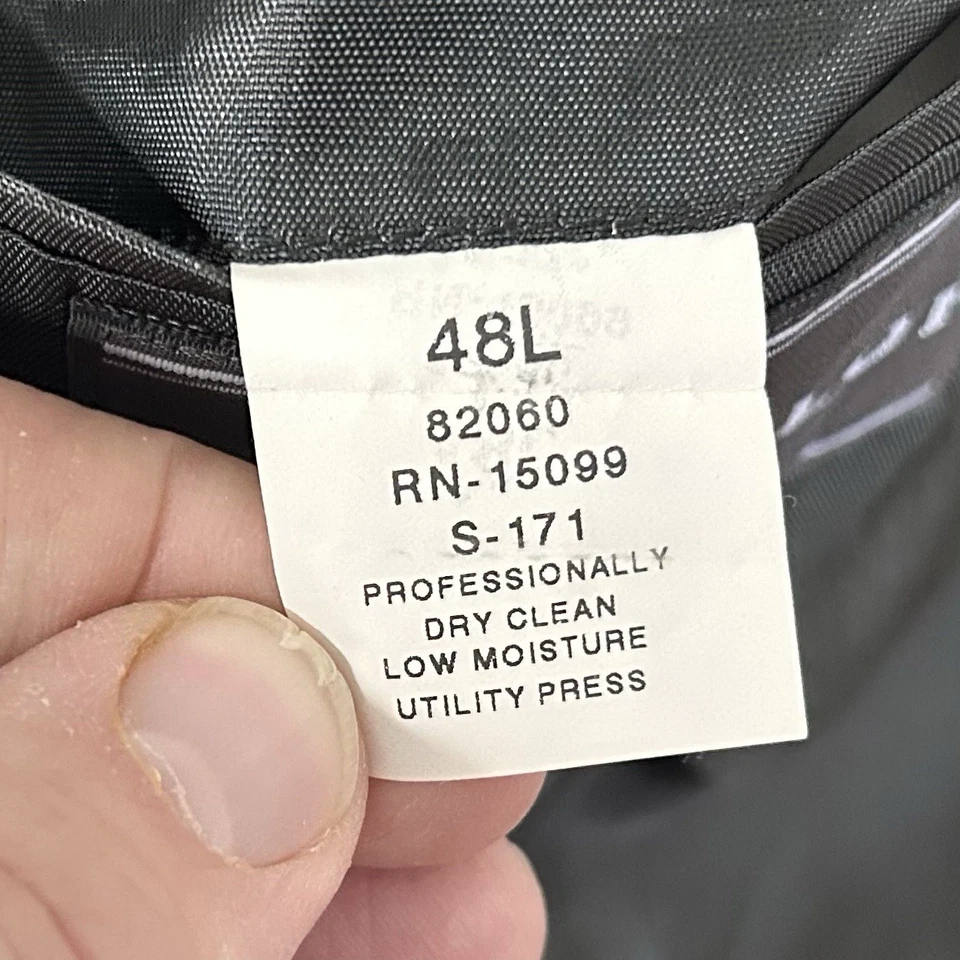 48L
82060
RN-15099
S-171
PROFESSIONALLY
DRY CLEAN
LOW MOISTURE
UTILITY PRESS